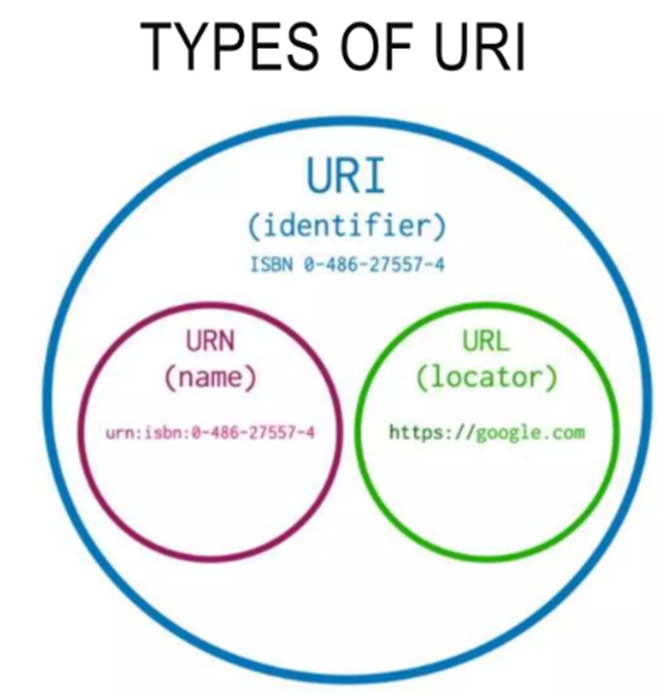 TYPES OF URI
URI
(identifier)
ISBN 0-486-27557-4
URN
(name)
urn:isbn:0-486-27557-4
URL
(locator)
https://google.com